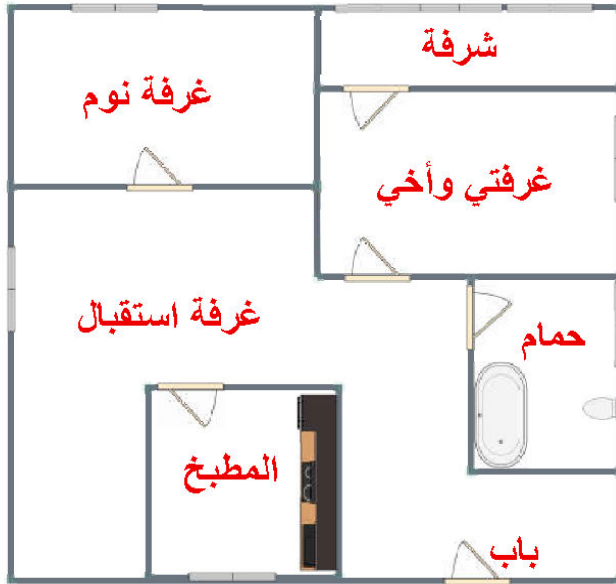 شرفة
غرفة نوم
غرفتي وأخي
غرفة استقبال
حمام
المطبخ
باب